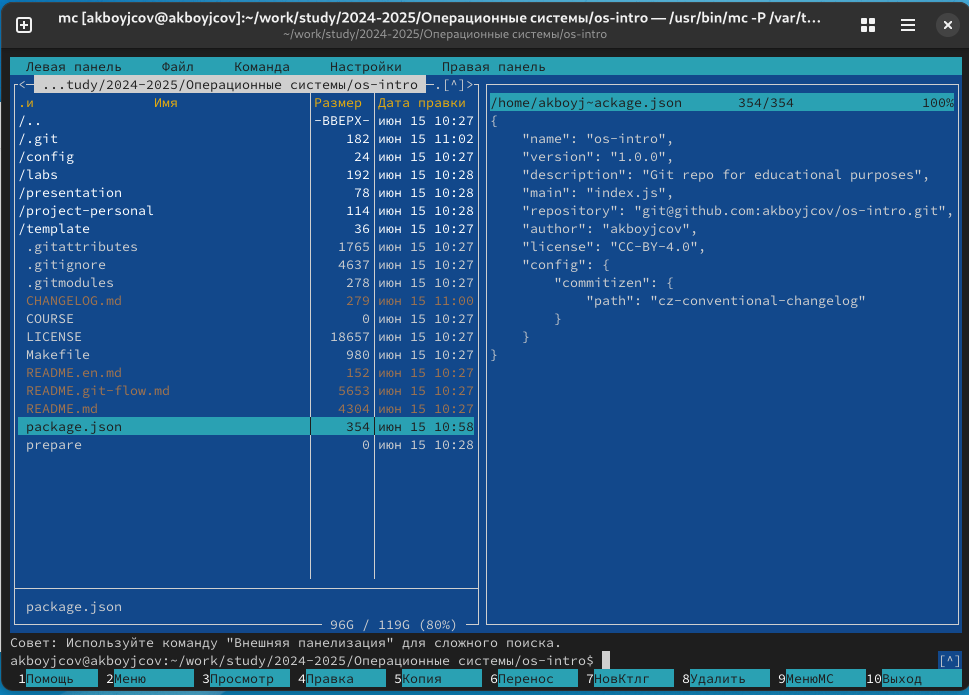 mc [akboyjcov@akboyjcov]:~/work/study/2024-2025/Операционные системы/os-intro — /usr/bin/mc -P /var/t…
~/work/study/2024-2025/Операционные системы/os-intro
Левая панель Файл Команда Настройки Правая панель
<— ...tudy/2024-2025/Операционные системы/os-intro —.[^]>
.и Имя Размер Дата правки
/.. -ВВЕРХ- июн 15 10:27
/.git 182 июн 15 11:02
/config 24 июн 15 10:27
/labs 192 июн 15 10:28
/presentation 78 июн 15 10:28
/project-personal 114 июн 15 10:28
/template 36 июн 15 10:27
.gitattributes 1765 июн 15 10:27
.gitignore 4637 июн 15 10:27
.gitmodules 278 июн 15 10:27
CHANGELOG.md 279 июн 15 11:00
COURSE 0 июн 15 10:28
LICENSE 18657 июн 15 10:27
Makefile 980 июн 15 10:27
README.en.md 152 июн 15 10:27
README.git-flow.md 5653 июн 15 10:27
README.md 4304 июн 15 10:27
package.json 354 июн 15 10:58
prepare 0 июн 15 10:28
package.json
96G / 119G (80%)
/home/akboyj~ackage.json 354/354 100%
{
"name": "os-intro",
"version": "1.0.0",
"description": "Git repo for educational purposes",
"main": "index.js",
"repository": "git@github.com:akboyjcov/os-intro.git",
"author": "akboyjcov",
"license": "CC-BY-4.0",
"config": {
"commitizen": {
"path": "cz-conventional-changelog"
}
}
}
Совет: Используйте команду "Внешняя панелизация" для сложного поиска.
akboyjcov@akboyjcov:~/work/study/2024-2025/Операционные системы/os-intro$ [^]
1Помощь 2Меню 3Просмотр 4Правка 5Копия 6Перенос 7НовКтлг 8Удалить 9МенюМС 10Выход